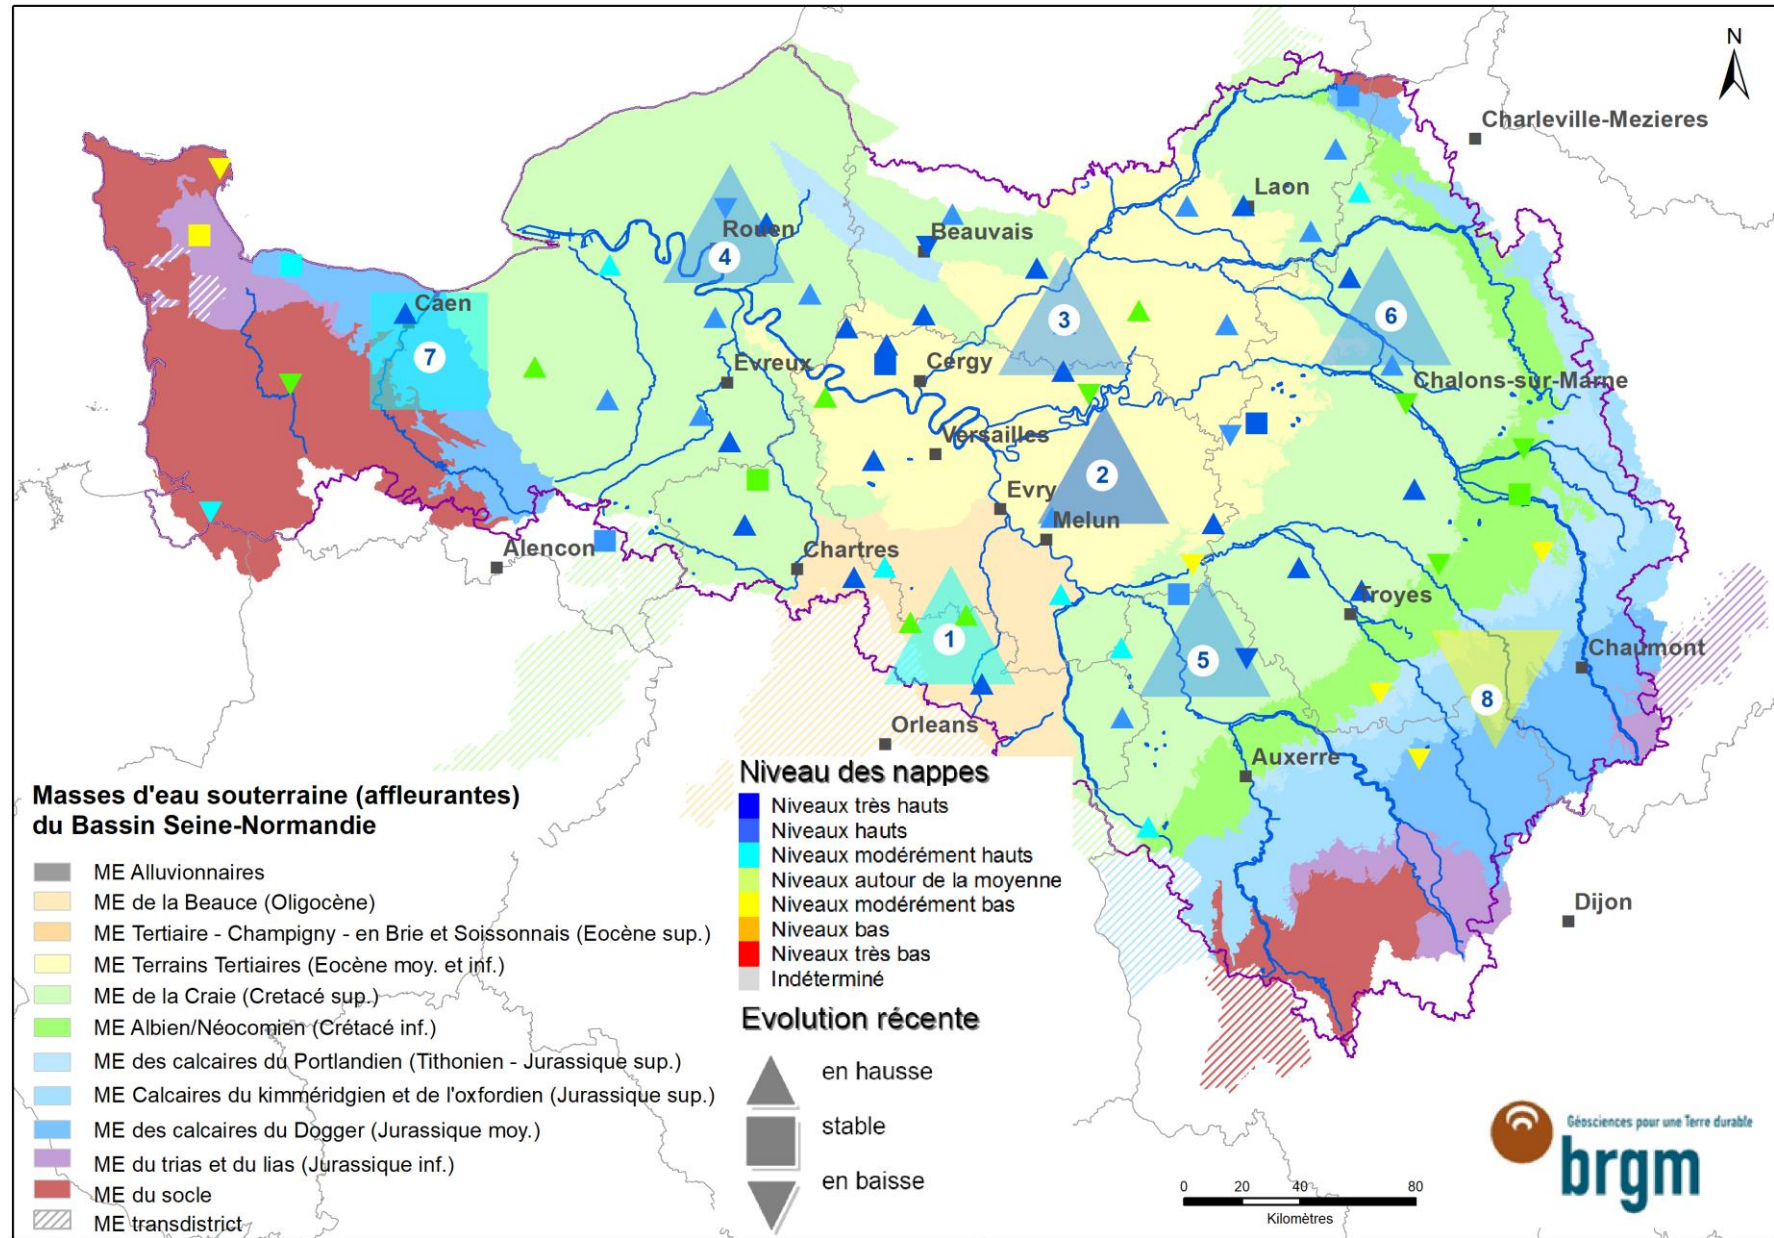 N
Charleville-Mezieres
Laon
Rouen
Beauvais
4
Caen
3
6
7
Evreux
Cergy
Chalons-sur-Marne
Versailles
2
Evry
Melun
Alencon
Chartres
Troyes
1
5
Chaumont
8
Orleans
Auxerre
Dijon
Masses d'eau souterraine (affleurantes)
du Bassin Seine-Normandie
ME Alluvionnaires
ME de la Beauce (Oligocène)
ME Tertiaire - Champigny - en Brie et Soissonnais (Eocène sup.)
ME Terrains Tertiaires (Eocène moy. et inf.)
ME de la Craie (Cretacé sup.)
ME Albien/Néocomien (Crétacé inf.)
ME des calcaires du Portlandien (Tithonien - Jurassique sup.)
ME Calcaires du kimméridgien et de l'oxfordien (Jurassique sup.)
ME des calcaires du Dogger (Jurassique moy.)
ME du trias et du lias (Jurassique inf.)
ME du socle
ME transdistrict
Niveau des nappes
Niveaux très hauts
Niveaux hauts
Niveaux modérément hauts
Niveaux autour de la moyenne
Niveaux modérément bas
Niveaux bas
Niveaux très bas
Indéterminé
Evolution récente
en hausse
stable
en baisse
0 20 40 80
Kilomètres
Géosciences pour une Terre durable
brgm